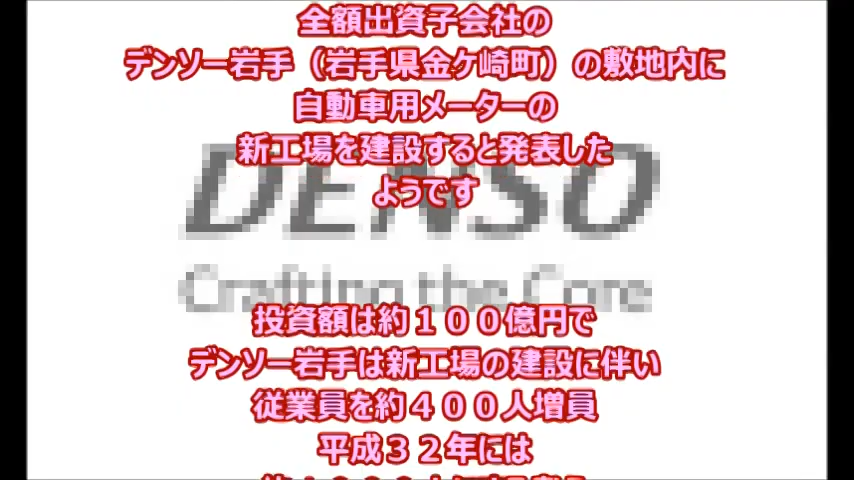 全額出資子会社の
デンソー岩手（岩手県金ケ崎町）の敷地内に
自動車用メーターの
新工場を建設すると発表した
ようです
DENSO
Crafting the Core
投資額は約１００億円で
デンソー岩手は新工場の建設に伴い
従業員を約４００人増員
平成３２年には